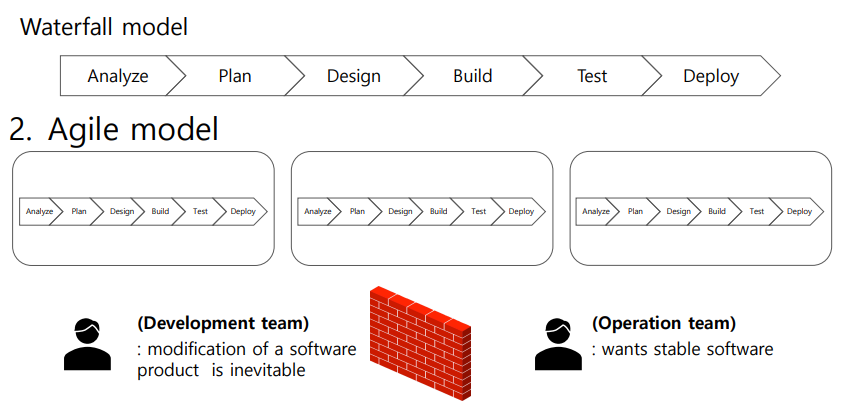 Waterfall model
Analyze Plan Design Build Test Deploy
2. Agile model
Analyze Plan Design Build Test Deploy
Analyze Plan Design Build Test Deploy
Analyze Plan Design Build Test Deploy
(Development team)
: modification of a software
product is inevitable
(Operation team)
: wants stable software